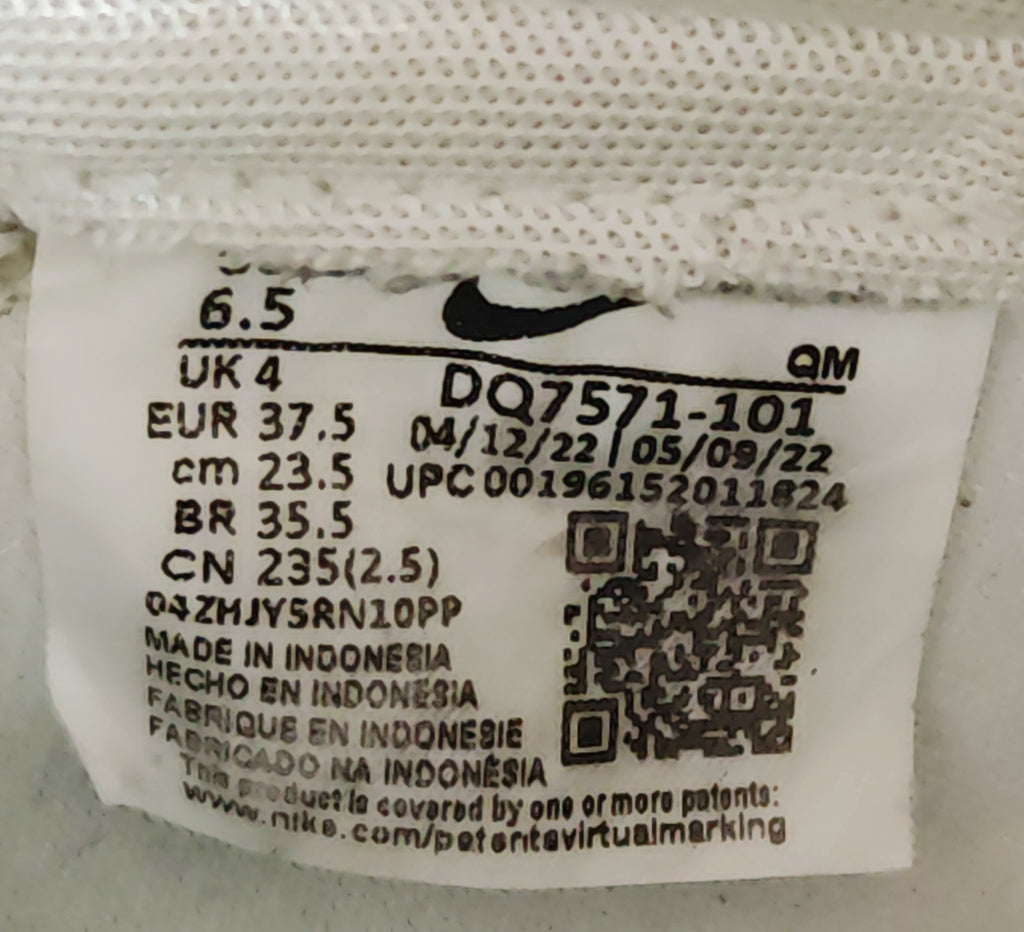 6.5
QM
UK 4
EUR 37.5
cm 23.5
BR 35.5
CN 235(2.5)
DQ7571-101
04/12/22 | 05/09/22
UPC 00196152011824
04ZHJY5RN10PP
MADE IN INDONESIA
HECHO EN INDONESIA
FABRIQUE EN INDONESIE
FABRICADO NA INDONÉSIA
This product is covered by one or more patents:
www.nike.com/patentsvirtualmarking